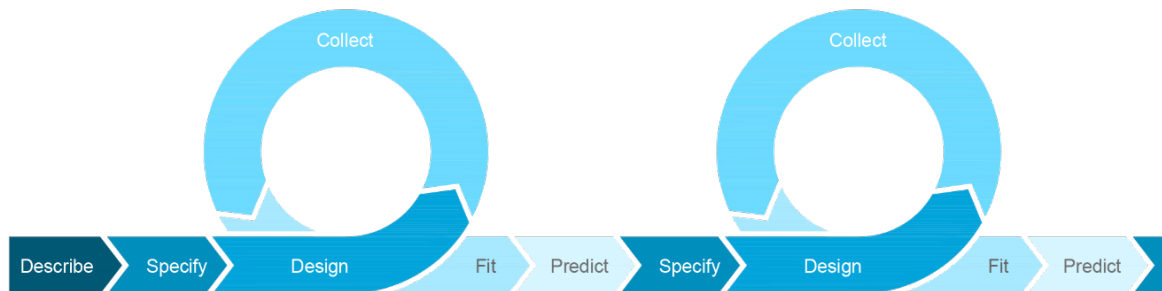 Collect
Collect
Describe
Specify
Design
Fit
Predict
Specify
Design
Fit
Predict